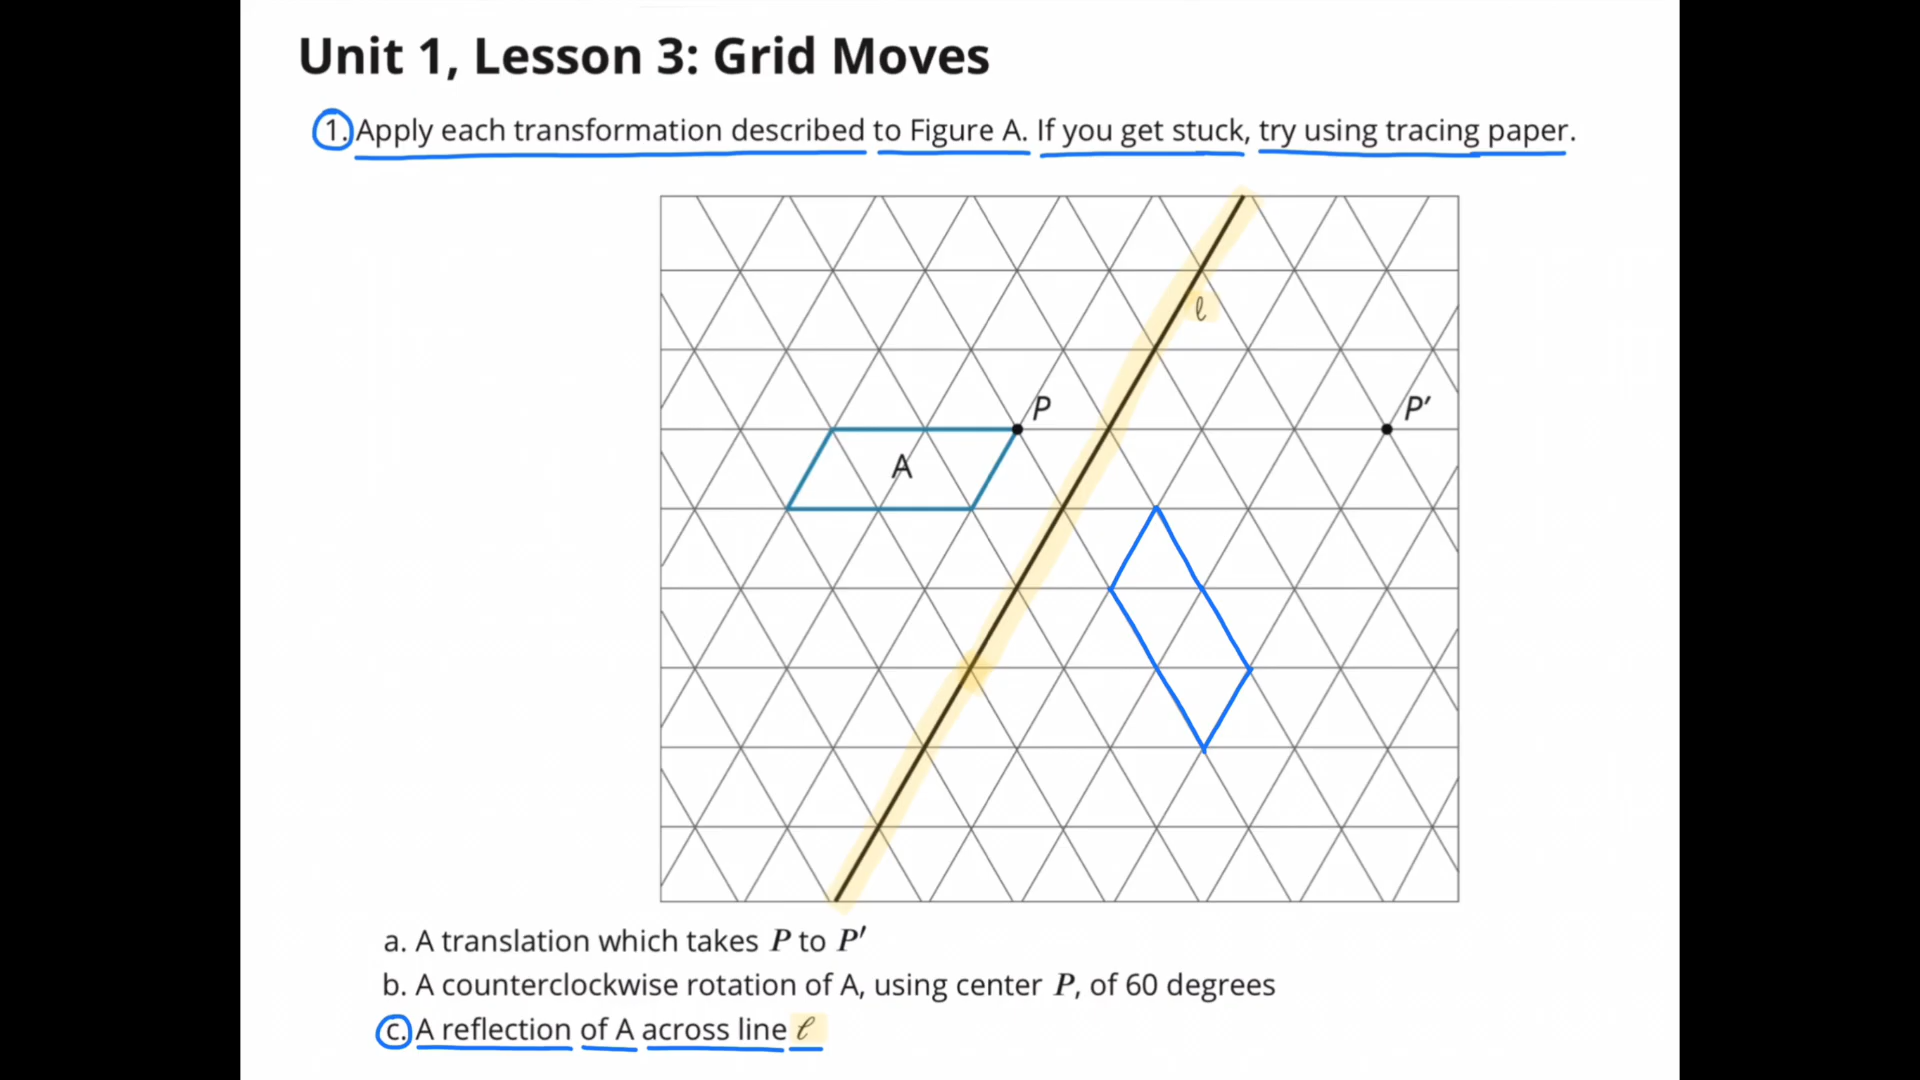 Unit 1, Lesson 3: Grid Moves
1. Apply each transformation described to Figure A. If you get stuck, try using tracing paper.
ℓ
P
P′
A
a. A translation which takes P to P′
b. A counterclockwise rotation of A, using center P, of 60 degrees
c. A reflection of A across line ℓ